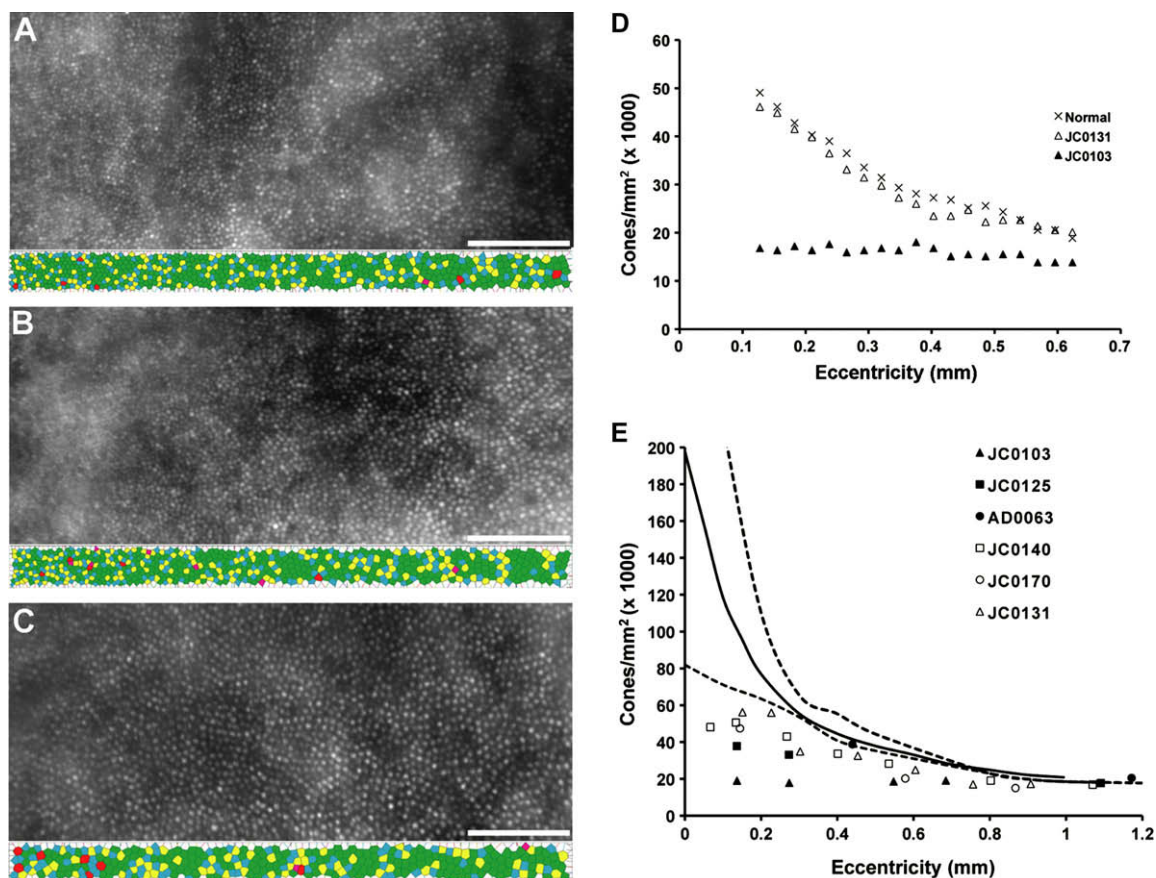 A
B
C
D
Cones/mm² (x 1000)
60
50
40
30
20
10
0
0 0.1 0.2 0.3 0.4 0.5 0.6 0.7
Eccentricity (mm)
Normal
JC0131
JC0103
E
Cones/mm² (x 1000)
200
180
160
140
120
100
80
60
40
20
0
0 0.2 0.4 0.6 0.8 1 1.2
Eccentricity (mm)
JC0103
JC0125
AD0063
JC0140
JC0170
JC0131